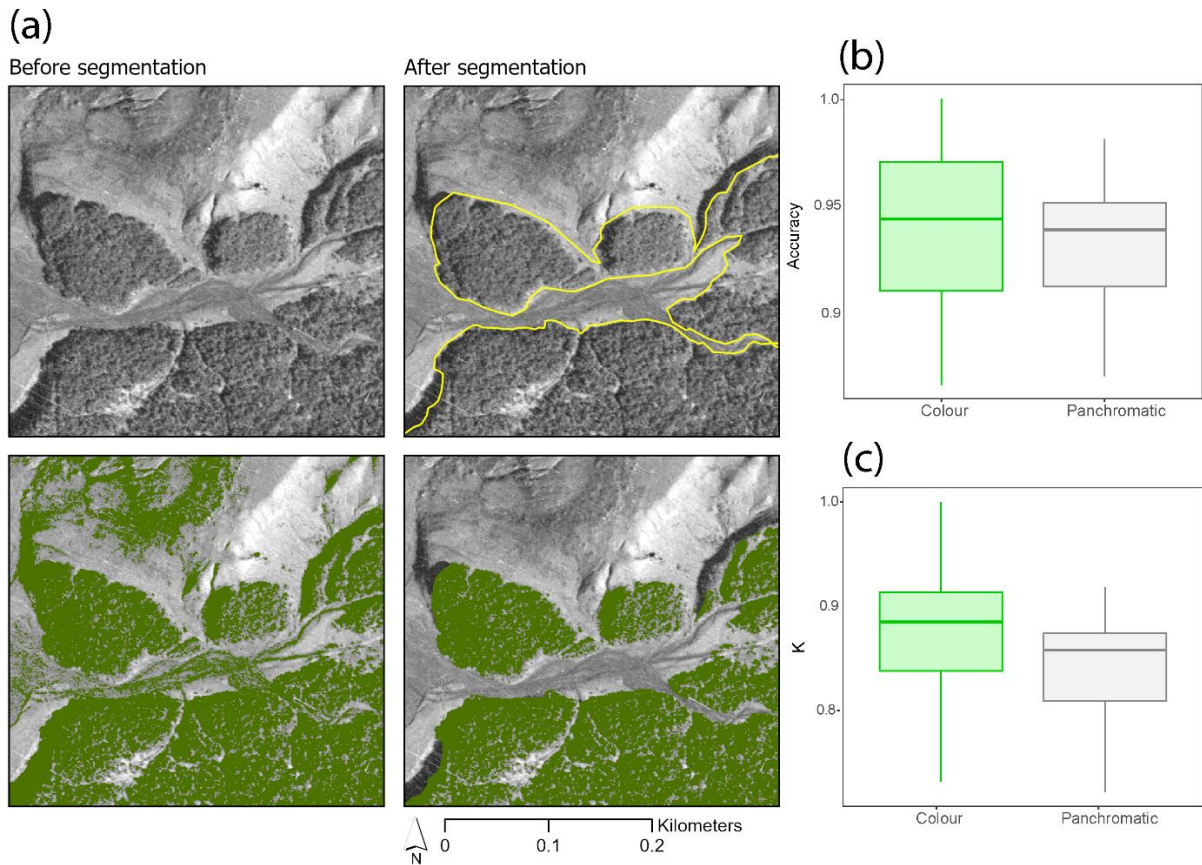 (a)
Before segmentation
After segmentation
Kilometers
0
0.1
0.2
N
(b)
1.0
0.95
0.9
Accuracy
Colour
Panchromatic
(c)
1.0
0.9
0.8
K
Colour
Panchromatic